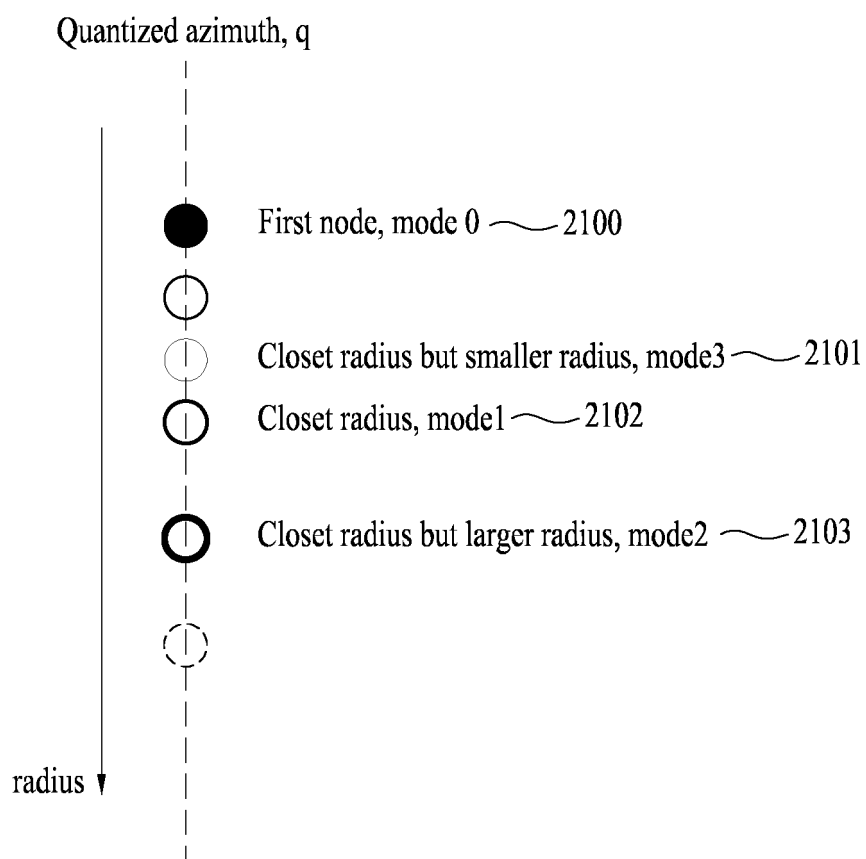 Quantized azimuth, q
First node, mode 0 2100
Closet radius but smaller radius, mode3 2101
Closet radius, mode1 2102
Closet radius but larger radius, mode2 2103
radius